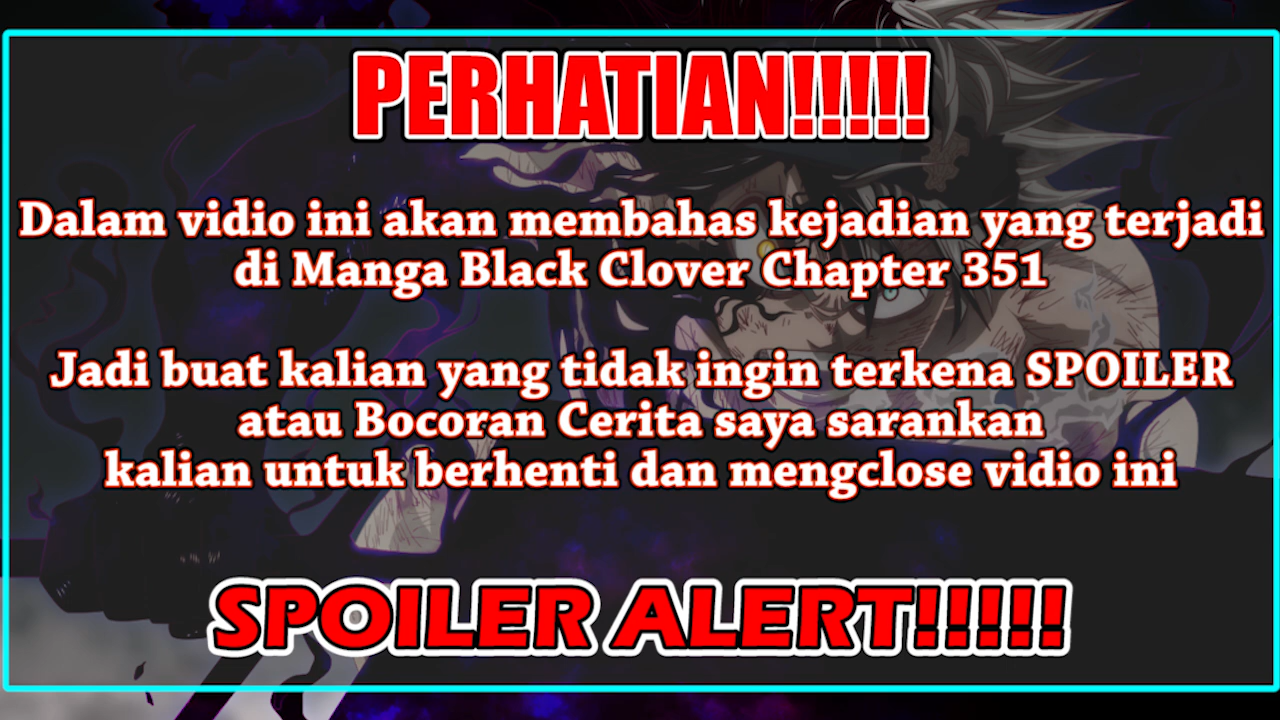 PERHATIAN!!!!!
Dalam vidio ini akan membahas kejadian yang terjadi
di Manga Black Clover Chapter 351
Jadi buat kalian yang tidak ingin terkena SPOILER
atau Bocoran Cerita saya sarankan
kalian untuk berhenti dan mengclose vidio ini
SPOILER ALERT!!!!!